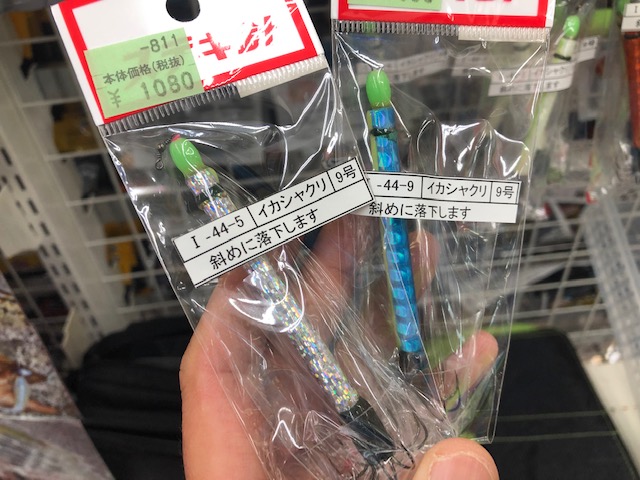 -811
本体価格(税抜)
¥ 1080
I-44-5 イカシャクリ 9号
斜めに落下します
-44-9 イカシャクリ 9号
斜めに落下します